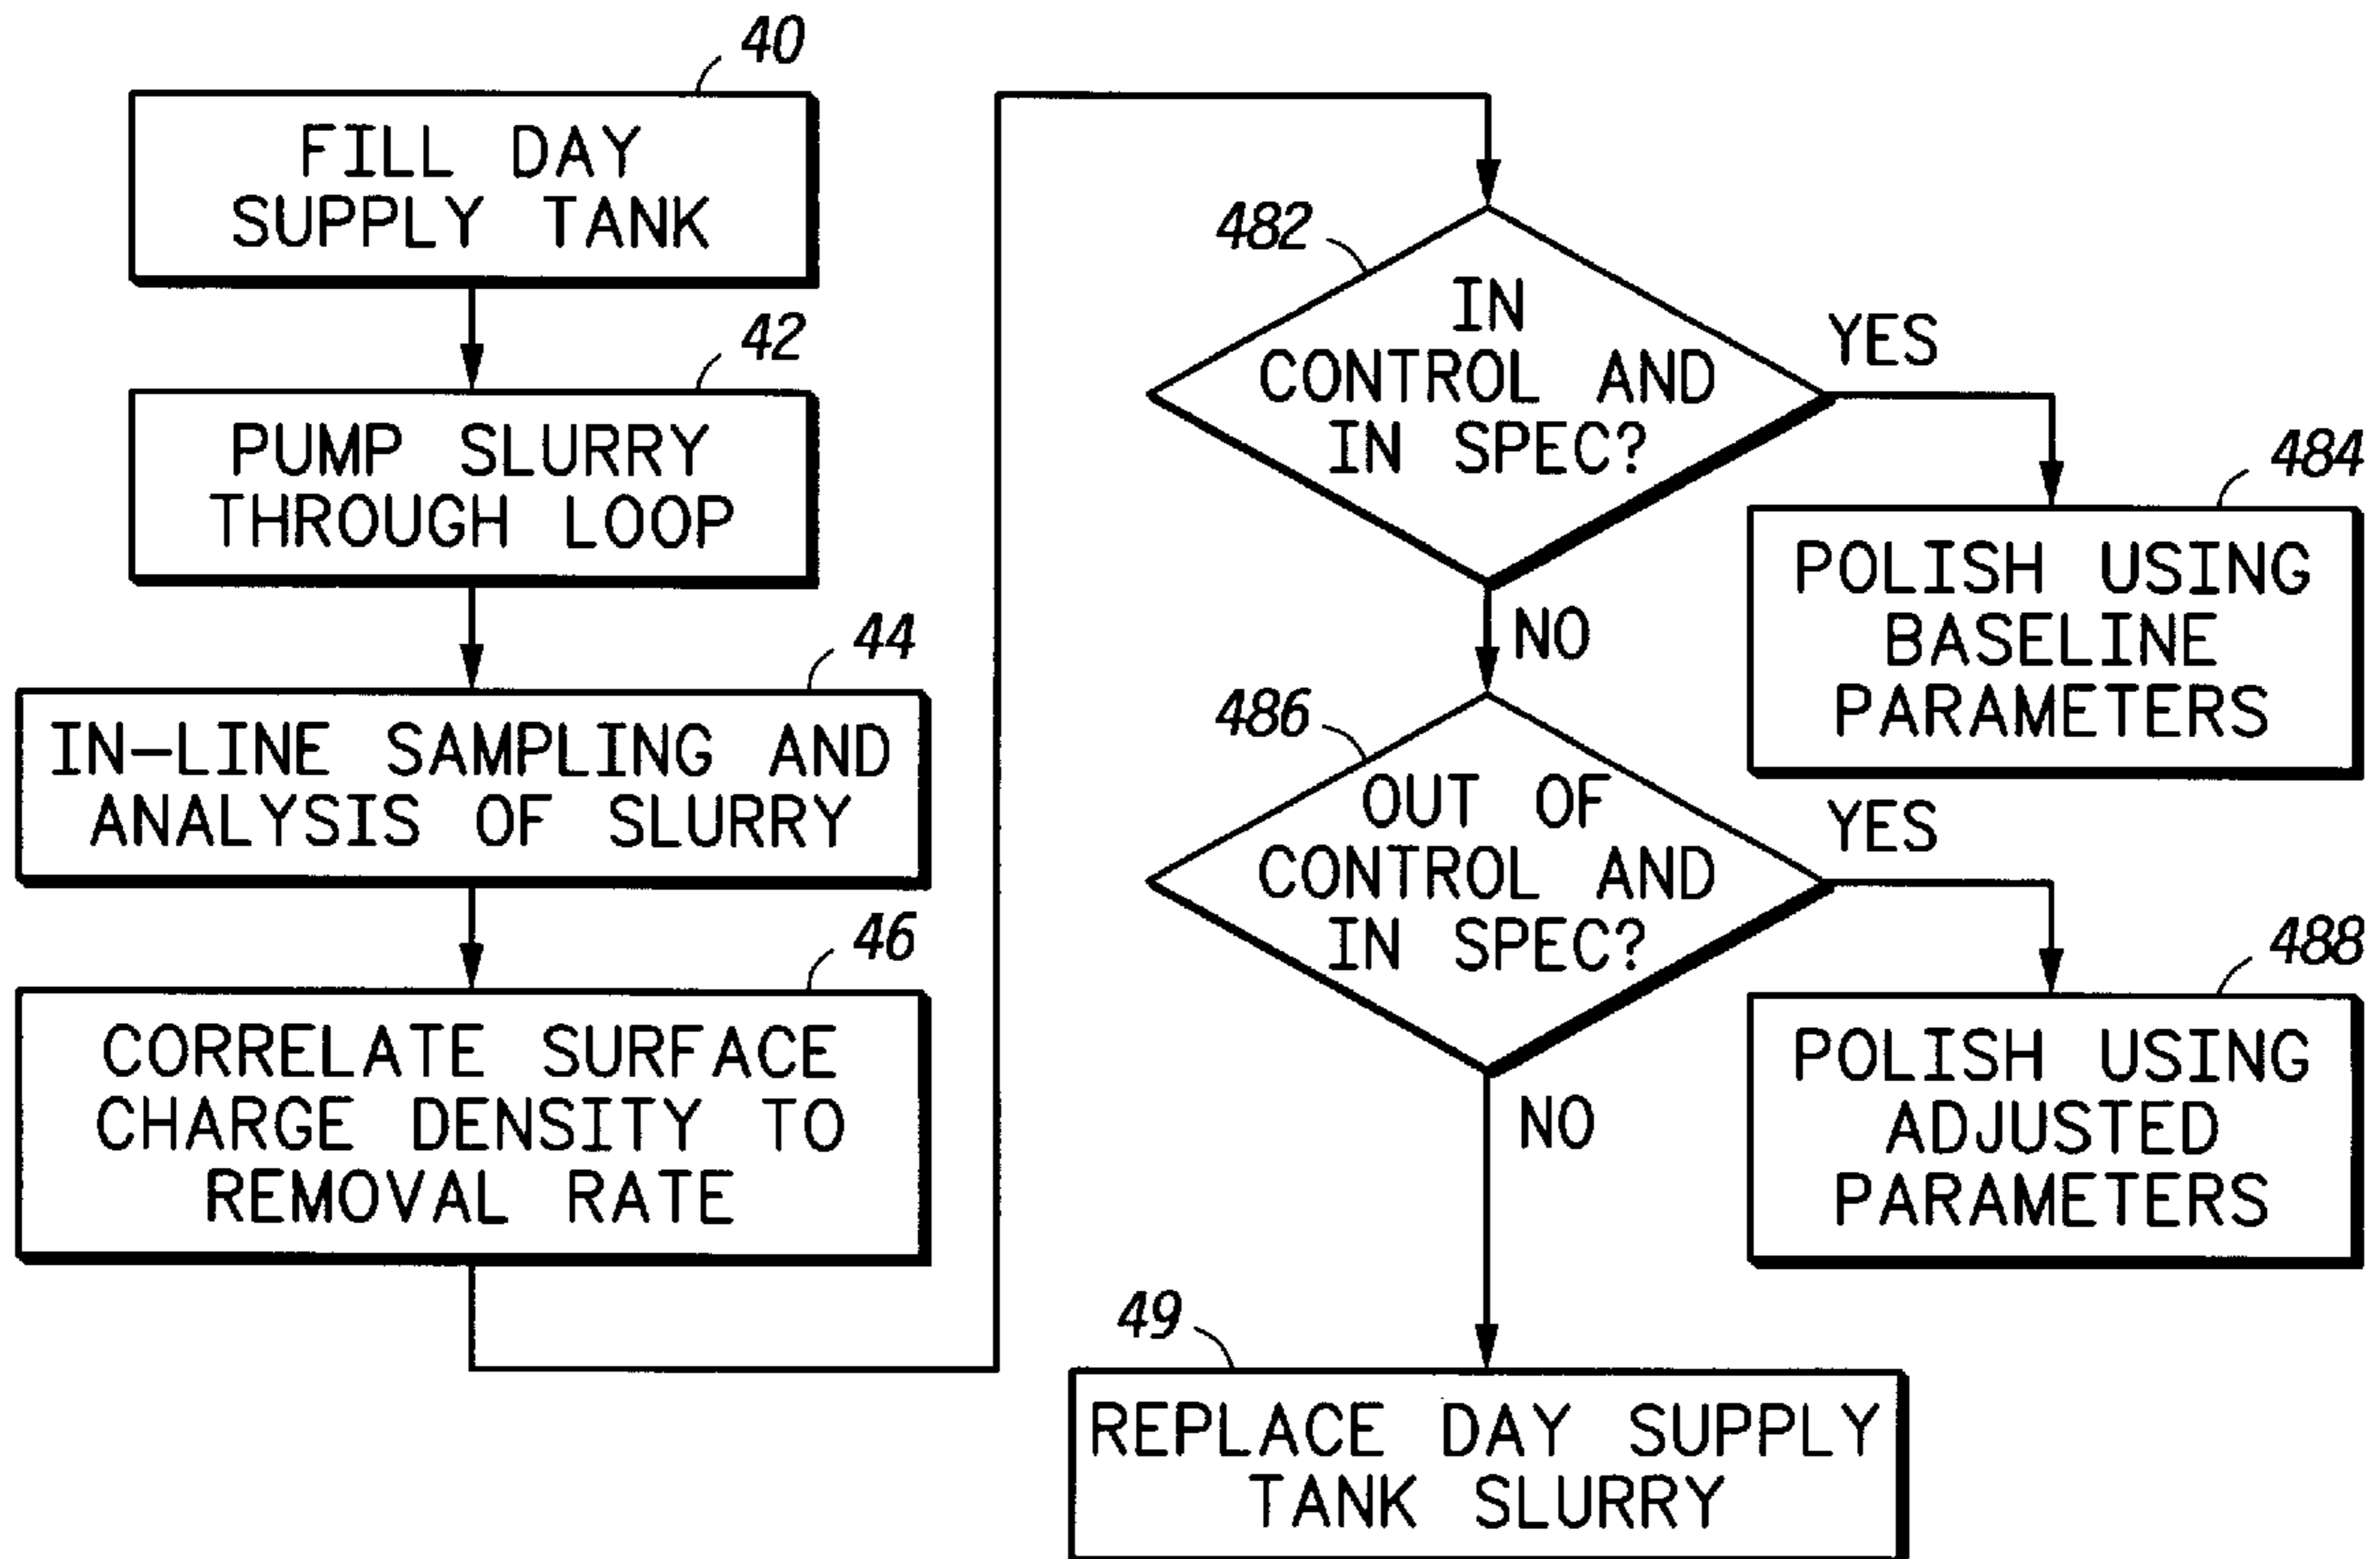 40
FILL DAY
SUPPLY TANK
42
PUMP SLURRY
THROUGH LOOP
44
IN-LINE SAMPLING AND
ANALYSIS OF SLURRY
46
CORRELATE SURFACE
CHARGE DENSITY TO
REMOVAL RATE
482
IN
CONTROL AND
IN SPEC?
YES
484
POLISH USING
BASELINE
PARAMETERS
NO
486
OUT OF
CONTROL AND
IN SPEC?
YES
488
POLISH USING
ADJUSTED
PARAMETERS
NO
49
REPLACE DAY SUPPLY
TANK SLURRY